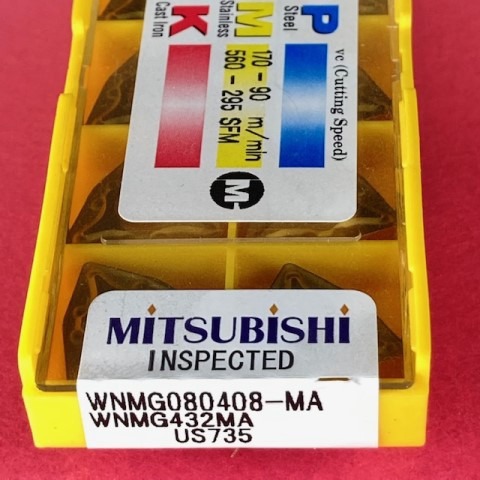 P
Steel
vc (Cutting Speed)
M
Stainless
170 - 90 m/min
560 - 295 SFM
K
Cast Iron
M
MITSUBISHI
INSPECTED
WNMG080408-MA
WNMG432MA
US735